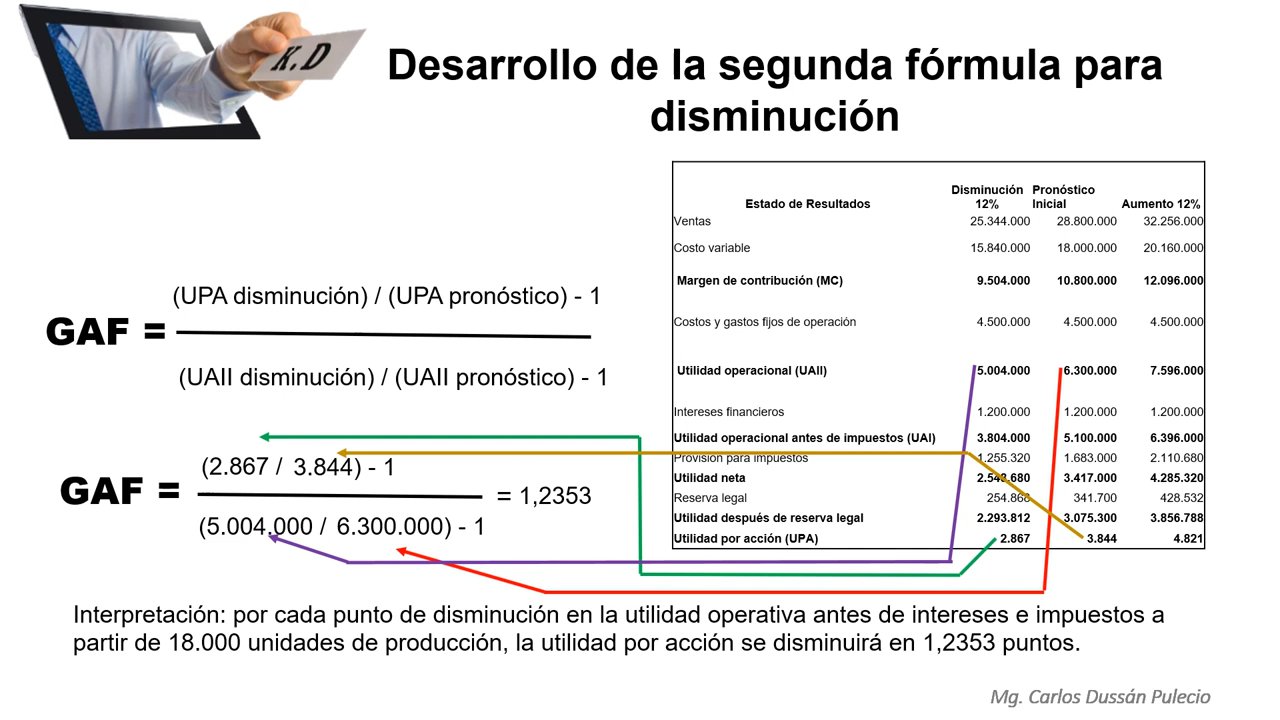 K.D
Desarrollo de la segunda fórmula para
disminución
(UPA disminución) / (UPA pronóstico) - 1
GAF =
(UAII disminución) / (UAII pronóstico) - 1
(2.867 / 3.844) - 1
GAF =
= 1,2353
(5.004.000 / 6.300.000) - 1
Estado de Resultados Disminución 12% Pronóstico Inicial Aumento 12%
Ventas 25.344.000 28.800.000 32.256.000
Costo variable 15.840.000 18.000.000 20.160.000
Margen de contribución (MC) 9.504.000 10.800.000 12.096.000
Costos y gastos fijos de operación 4.500.000 4.500.000 4.500.000
Utilidad operacional (UAII) 5.004.000 6.300.000 7.596.000
Intereses financieros 1.200.000 1.200.000 1.200.000
Utilidad operacional antes de impuestos (UAI) 3.804.000 5.100.000 6.396.000
Provisión para impuestos 1.255.320 1.683.000 2.110.680
Utilidad neta 2.548.680 3.417.000 4.285.320
Reserva legal 254.868 341.700 428.532
Utilidad después de reserva legal 2.293.812 3.075.300 3.856.788
Utilidad por acción (UPA) 2.867 3.844 4.821
Interpretación: por cada punto de disminución en la utilidad operativa antes de intereses e impuestos a
partir de 18.000 unidades de producción, la utilidad por acción se disminuirá en 1,2353 puntos.
Mg. Carlos Dussán Pulecio